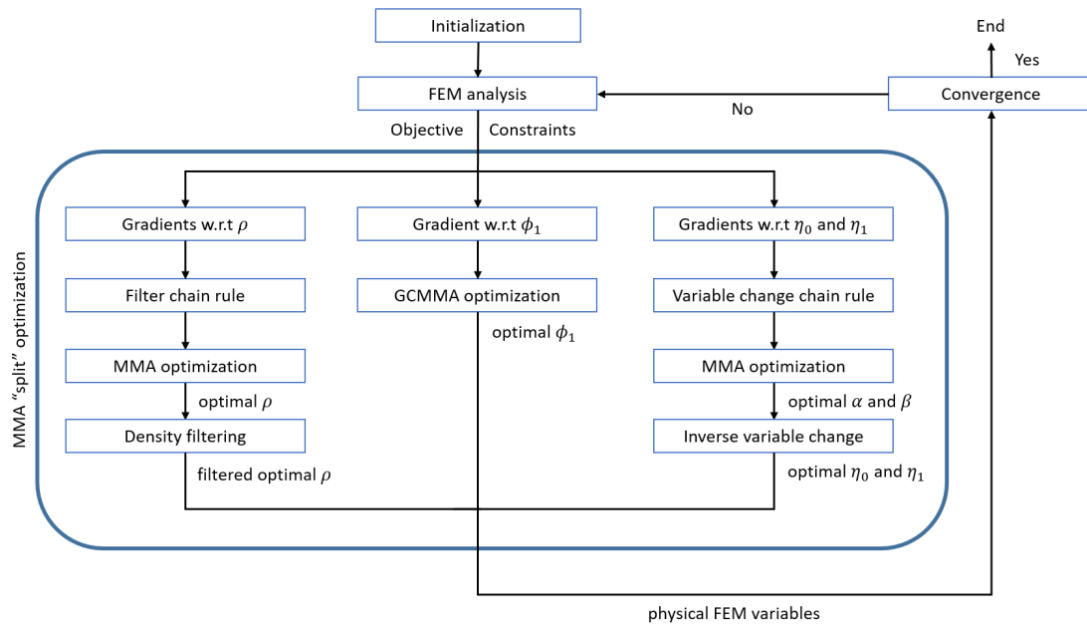 Initialization
End
Yes
FEM analysis
Convergence
No
Objective
Constraints
MMA “split” optimization
Gradients w.r.t ρ
Gradient w.r.t ϕ₁
Gradients w.r.t η₀ and η₁
Filter chain rule
GCMMA optimization
Variable change chain rule
optimal ϕ₁
MMA optimization
MMA optimization
optimal ρ
optimal α and β
Density filtering
Inverse variable change
filtered optimal ρ
optimal η₀ and η₁
physical FEM variables